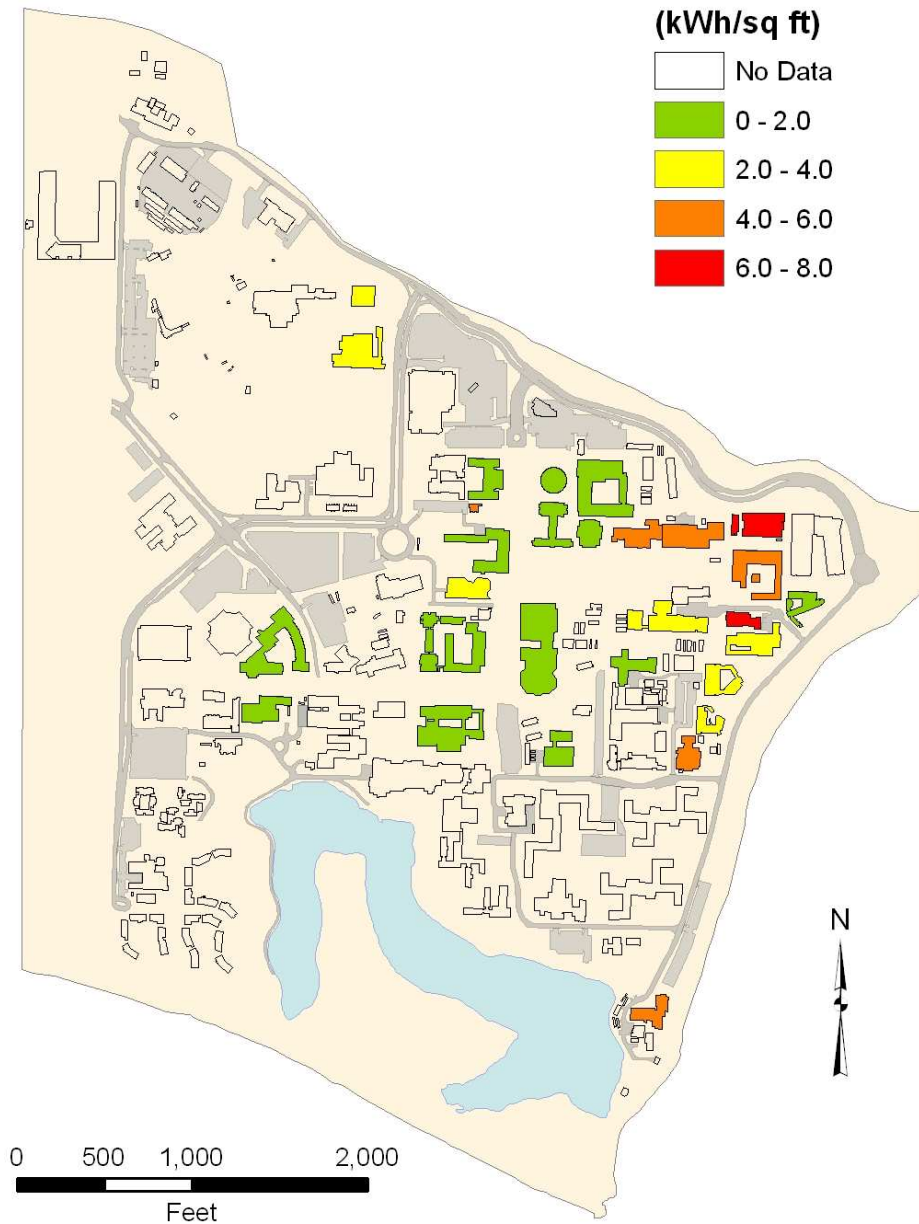 (kWh/sq ft)
No Data
0 - 2.0
2.0 - 4.0
4.0 - 6.0
6.0 - 8.0
N
0 500 1,000 2,000
Feet